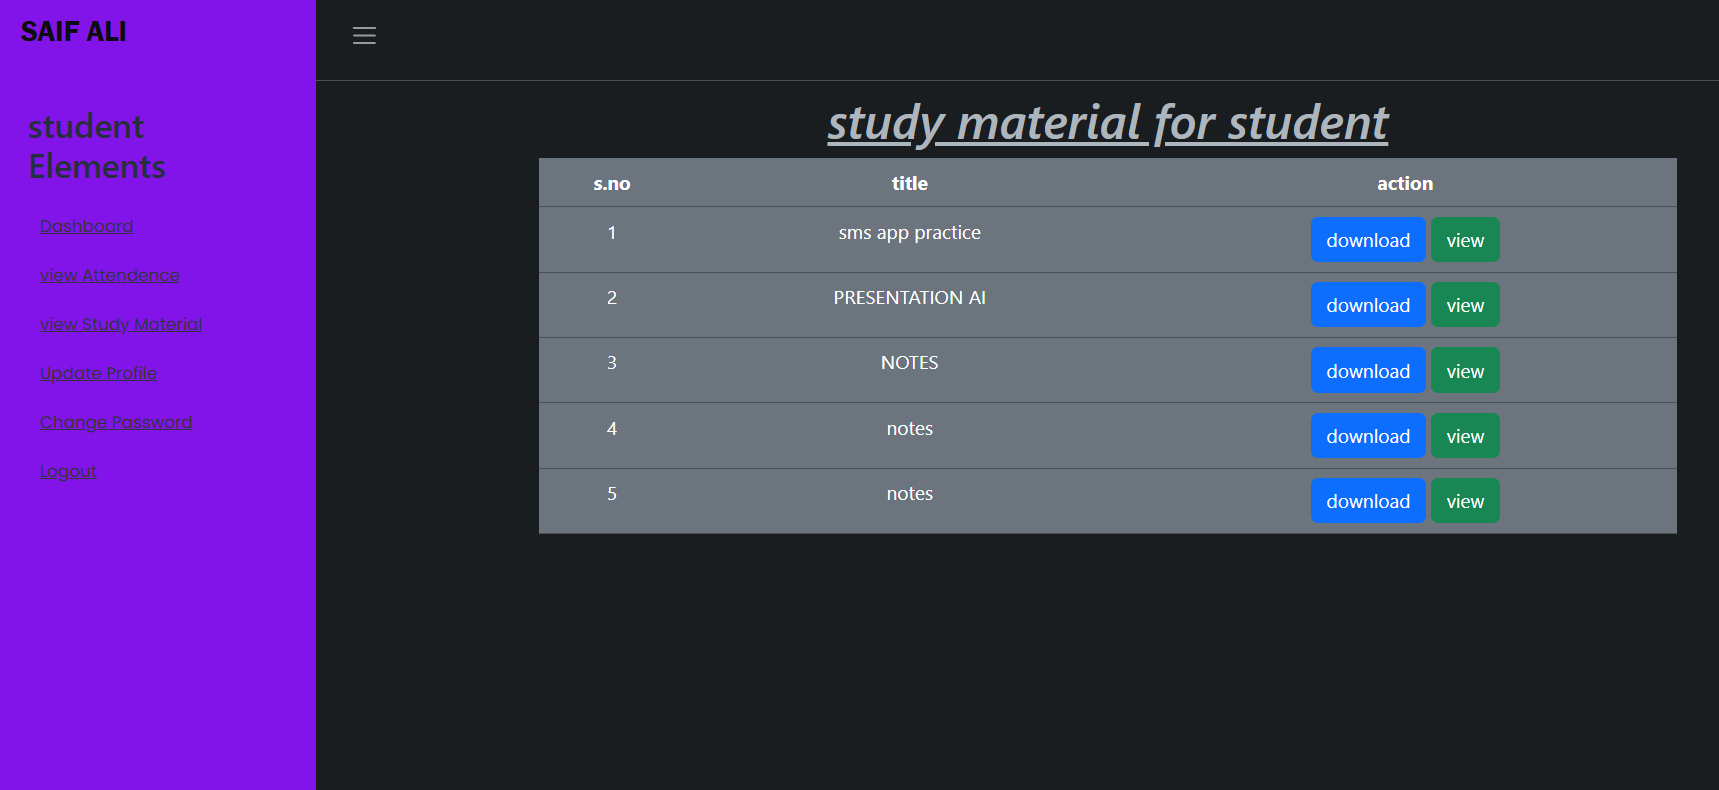 SAIF ALI
student
Elements
Dashboard
view Attendence
view Study Material
Update Profile
Change Password
Logout
study material for student
s.no title action
1 sms app practice download view
2 PRESENTATION AI download view
3 NOTES download view
4 notes download view
5 notes download view